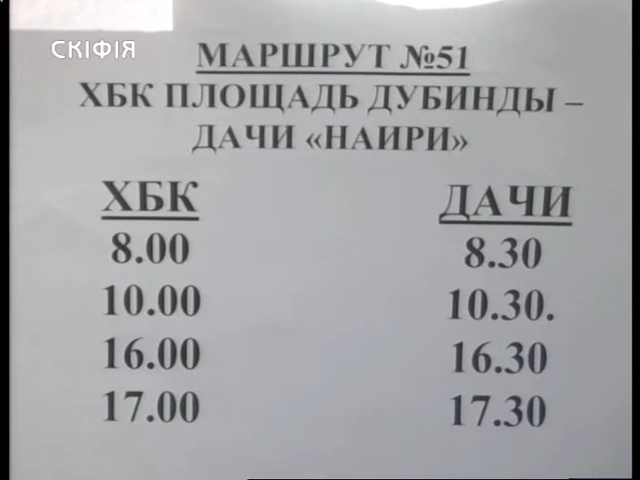 СКІФІЯ
МАРШРУТ №51
ХБК ПЛОЩАДЬ ДУБИНДЫ –
ДАЧИ «НАИРИ»
ХБК ДАЧИ
8.00 8.30
10.00 10.30.
16.00 16.30
17.00 17.30